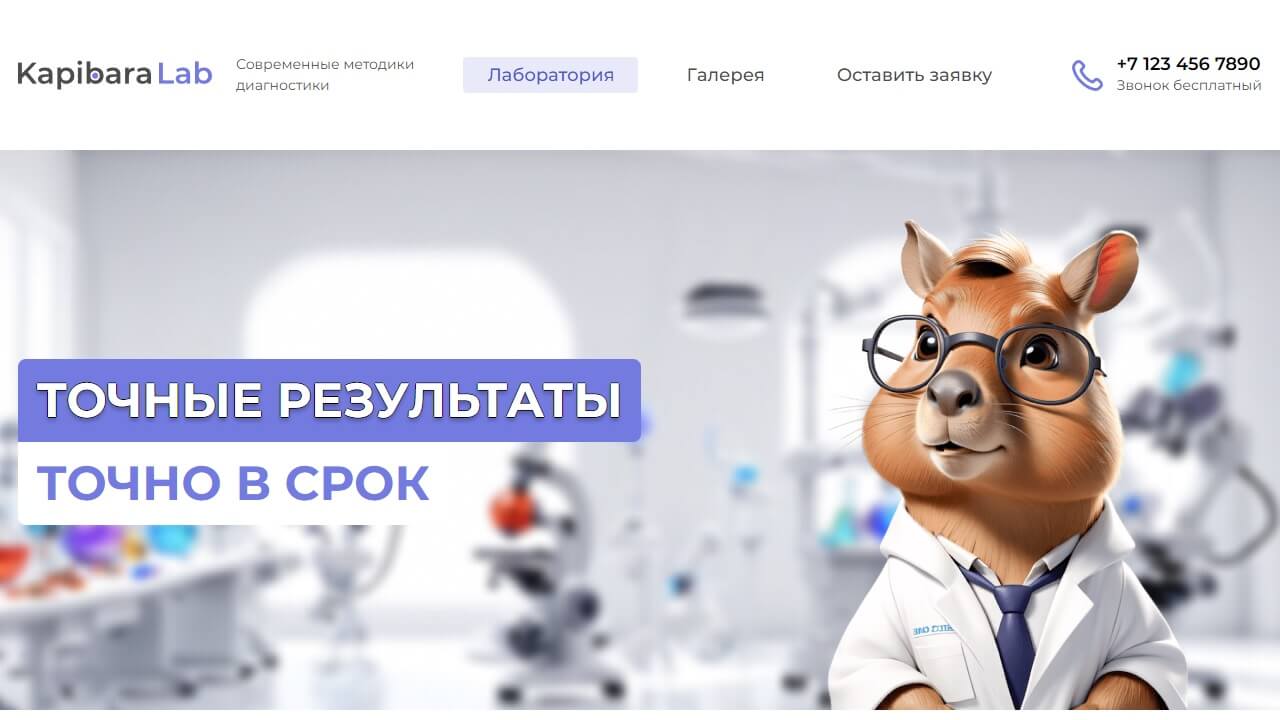 Kapibara Lab
Современные методики
диагностики
Лаборатория
Галерея
Оставить заявку
+7 123 456 7890
Звонок бесплатный
ТОЧНЫЕ РЕЗУЛЬТАТЫ
ТОЧНО В СРОК